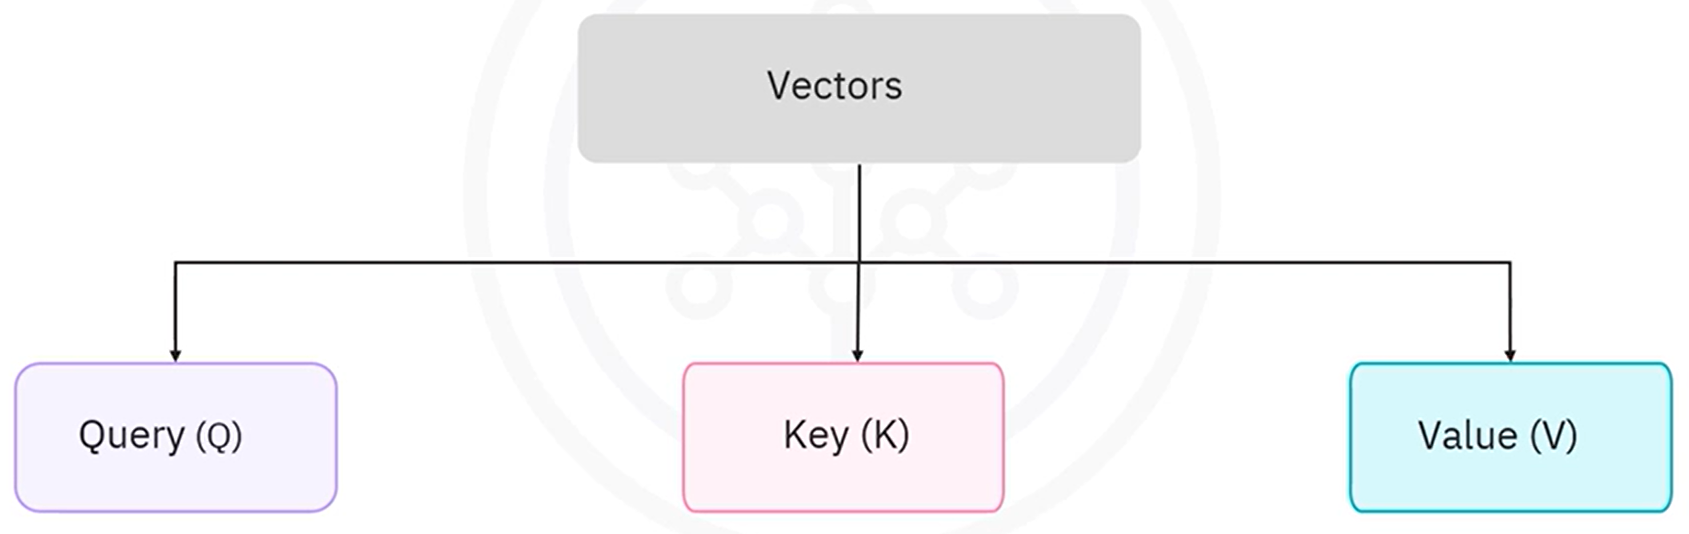 Vectors
Query (Q)
Key (K)
Value (V)